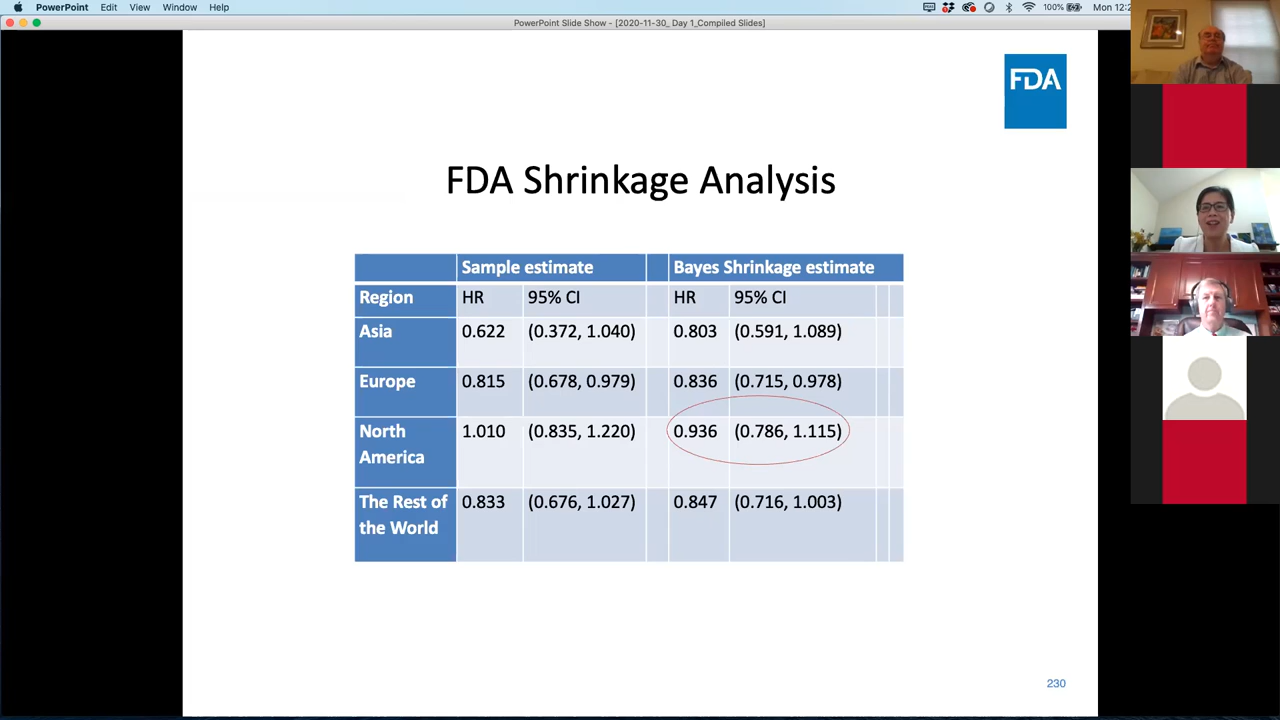 PowerPoint Edit View Window Help 100% Mon 12:2
PowerPoint Slide Show - [2020-11-30_ Day 1_Compiled Slides]
FDA
FDA Shrinkage Analysis
Sample estimate Bayes Shrinkage estimate
Region HR 95% CI HR 95% CI
Asia 0.622 (0.372, 1.040) 0.803 (0.591, 1.089)
Europe 0.815 (0.678, 0.979) 0.836 (0.715, 0.978)
North 1.010 (0.835, 1.220) 0.936 (0.786, 1.115)
America
The Rest of 0.833 (0.676, 1.027) 0.847 (0.716, 1.003)
the World
230